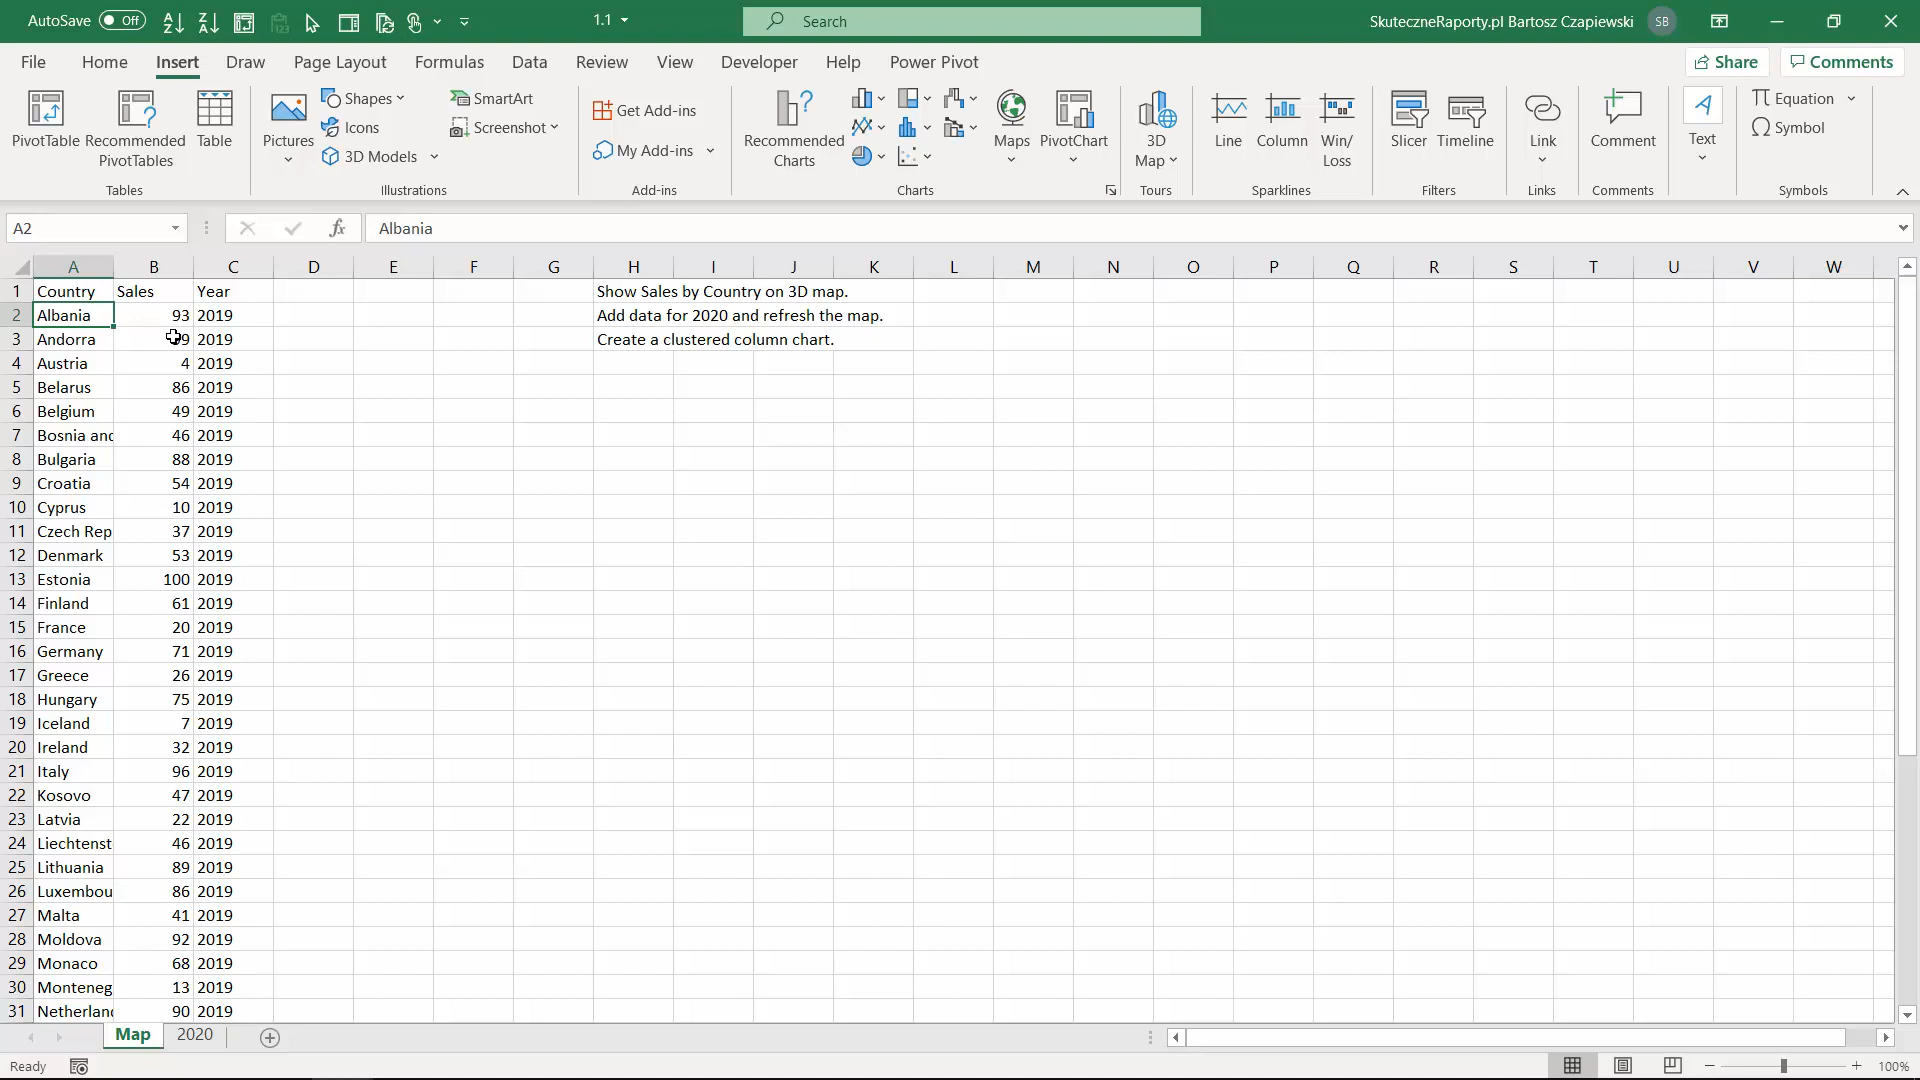 AutoSave Off 1.1 Search SkuteczneRaporty.pl Bartosz Czapiewski SB
File Home Insert Draw Page Layout Formulas Data Review View Developer Help Power Pivot Share Comments
PivotTable
Recommended PivotTables
Table
Tables
Pictures
Shapes
Icons
3D Models
SmartArt
Screenshot
Illustrations
Get Add-ins
My Add-ins
Add-ins
Recommended Charts
Maps
PivotChart
Charts
3D Map
Tours
Line
Column
Win/Loss
Sparklines
Slicer
Timeline
Filters
Link
Links
Comment
Comments
Text
Equation
Symbol
Symbols
A2 fx Albania
A B C D E F G H I J K L M N O P Q R S T U V W
1 Country Sales Year Show Sales by Country on 3D map.
2 Albania 93 2019 Add data for 2020 and refresh the map.
3 Andorra 9 2019 Create a clustered column chart.
4 Austria 4 2019
5 Belarus 86 2019
6 Belgium 49 2019
7 Bosnia and 46 2019
8 Bulgaria 88 2019
9 Croatia 54 2019
10 Cyprus 10 2019
11 Czech Rep 37 2019
12 Denmark 53 2019
13 Estonia 100 2019
14 Finland 61 2019
15 France 20 2019
16 Germany 71 2019
17 Greece 26 2019
18 Hungary 75 2019
19 Iceland 7 2019
20 Ireland 32 2019
21 Italy 96 2019
22 Kosovo 47 2019
23 Latvia 22 2019
24 Liechtenst 46 2019
25 Lithuania 89 2019
26 Luxembou 86 2019
27 Malta 41 2019
28 Moldova 92 2019
29 Monaco 68 2019
30 Monteneg 13 2019
31 Netherland 90 2019
Map 2020
Ready 100%